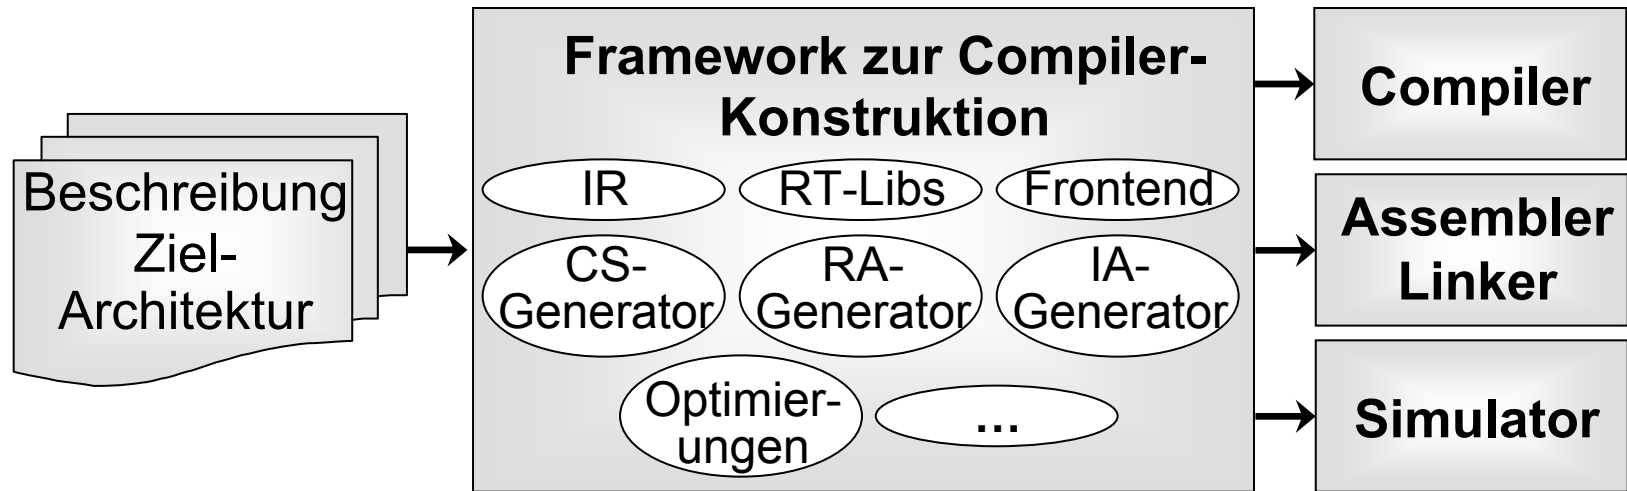 Beschreibung
Ziel-
Architektur
Framework zur Compiler-
Konstruktion
IR
RT-Libs
Frontend
CS-
Generator
RA-
Generator
IA-
Generator
Optimier-
ungen
...
Compiler
Assembler
Linker
Simulator